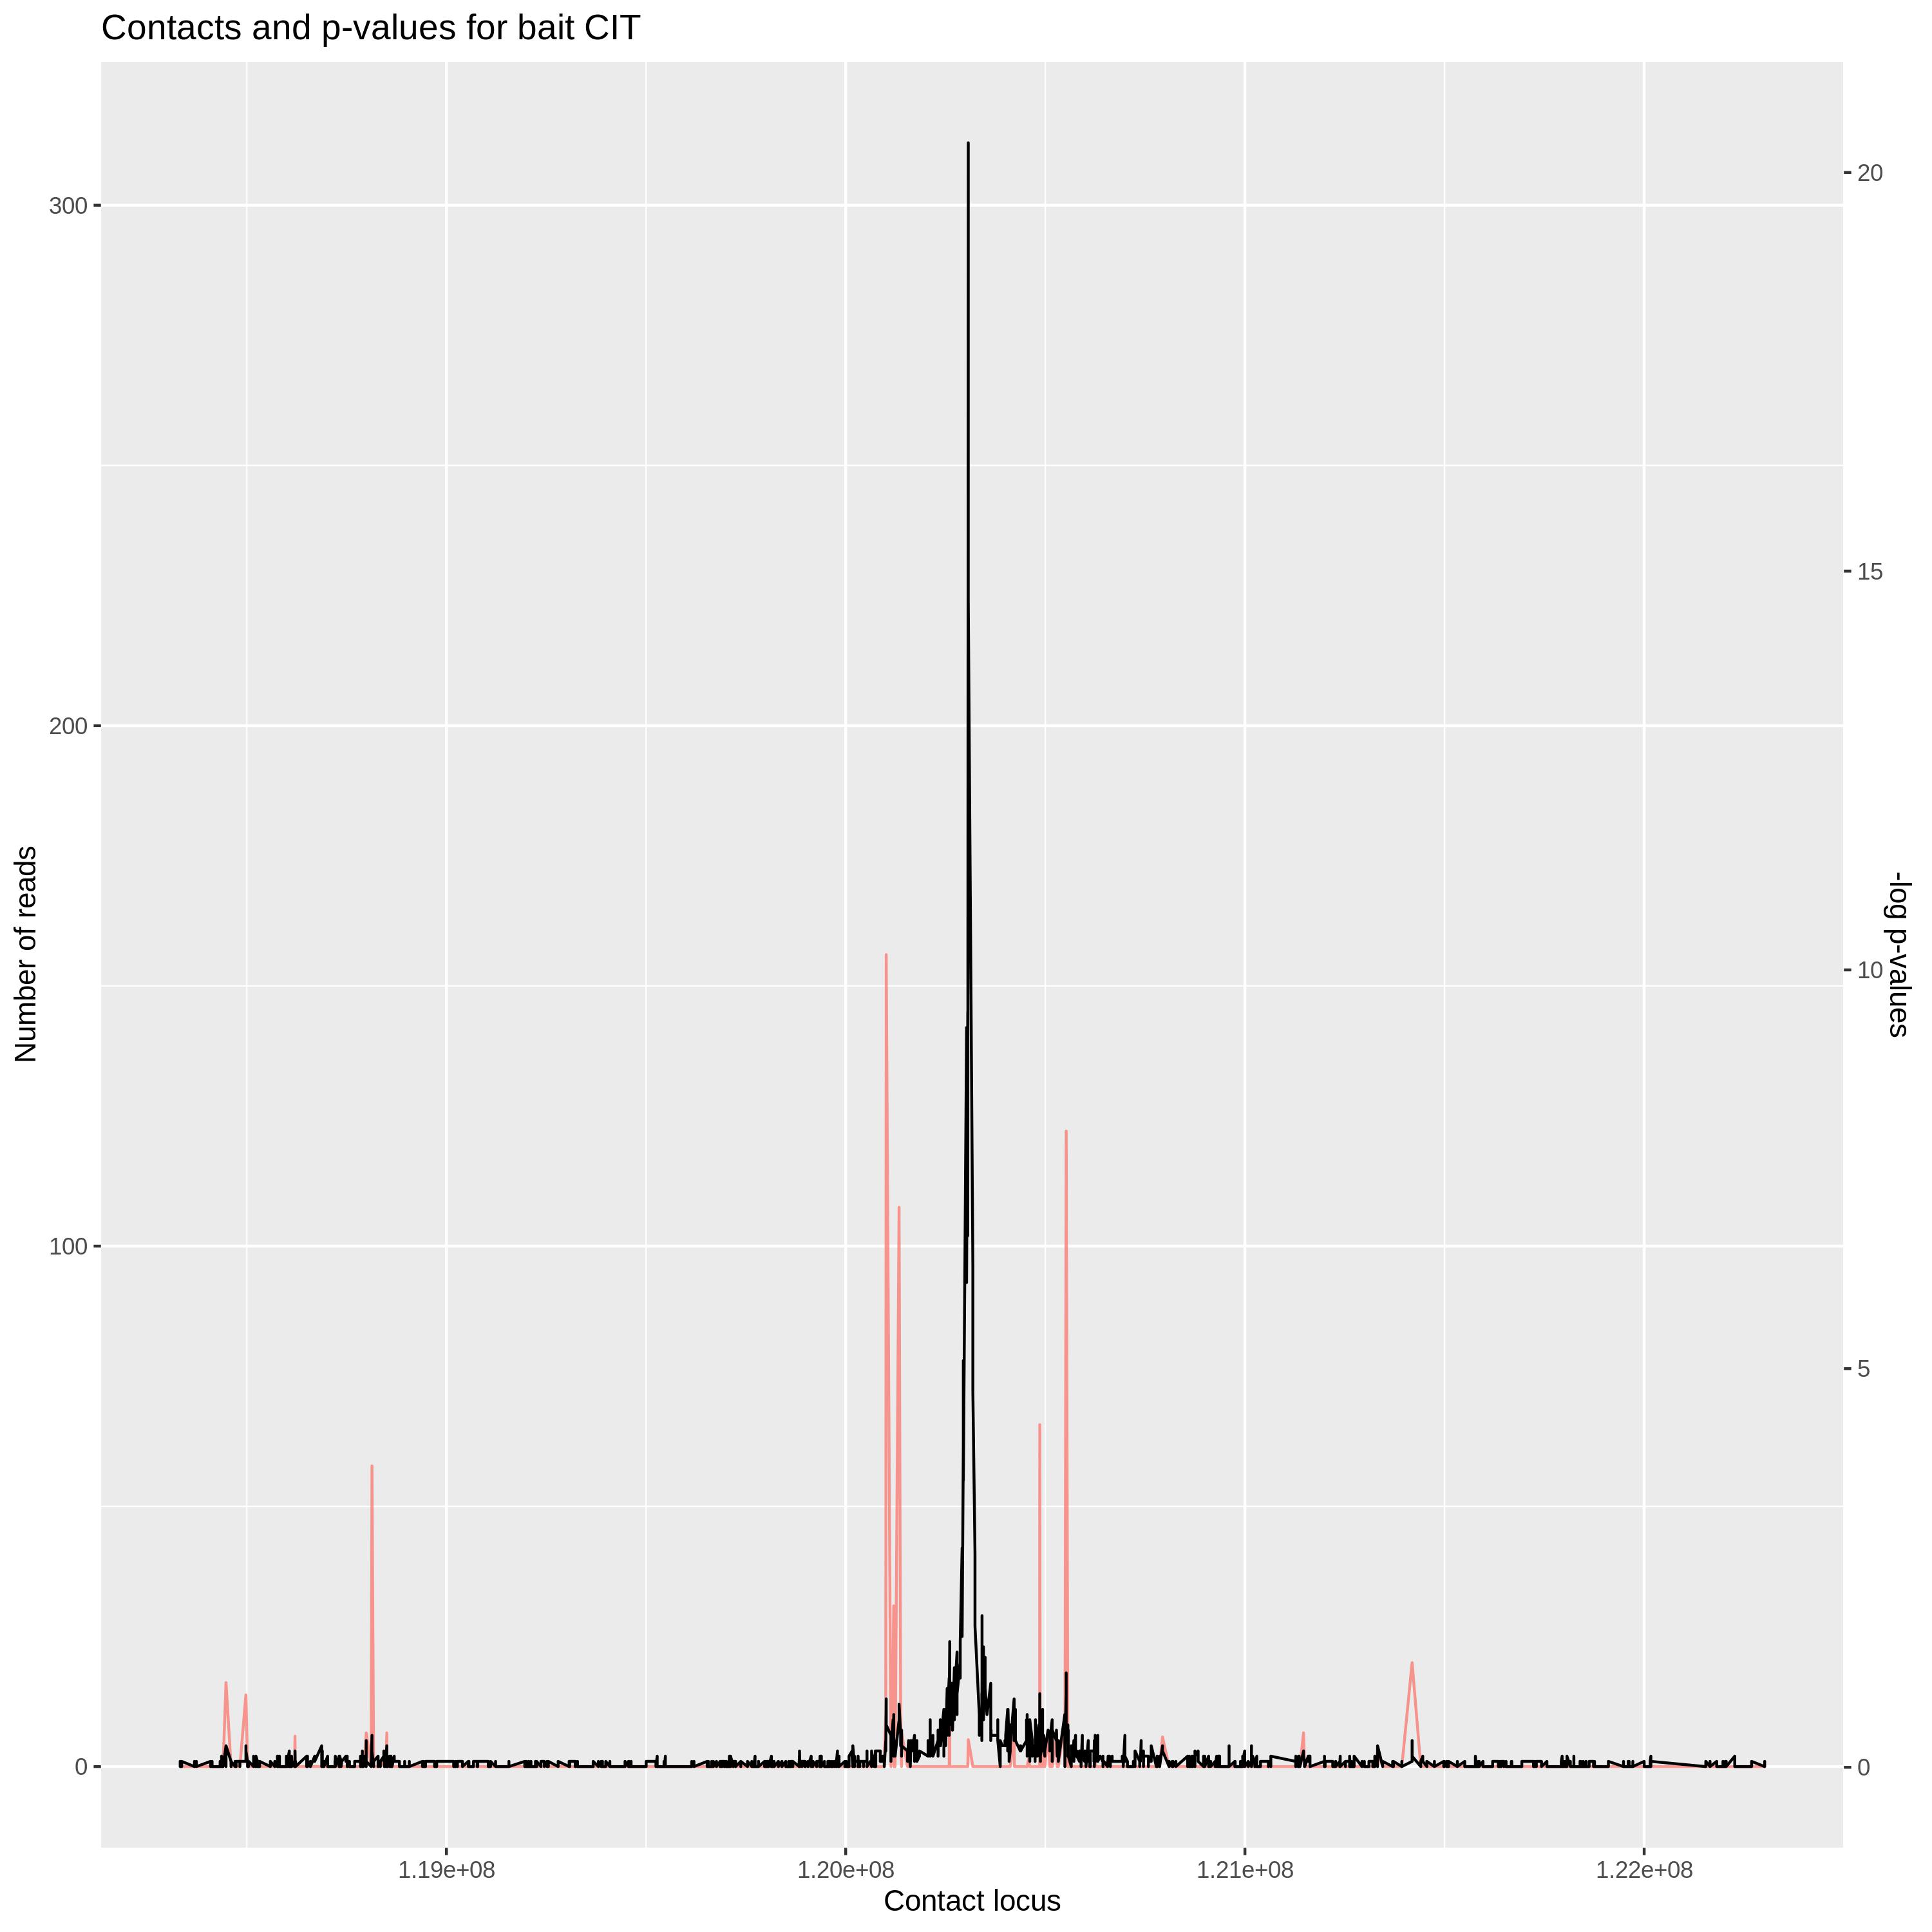 Contacts and p-values for bait CIT
Number of reads
300
200
100
0
20
15
10
5
0
-log p-values
1.19e+08
1.20e+08
1.21e+08
1.22e+08
Contact locus